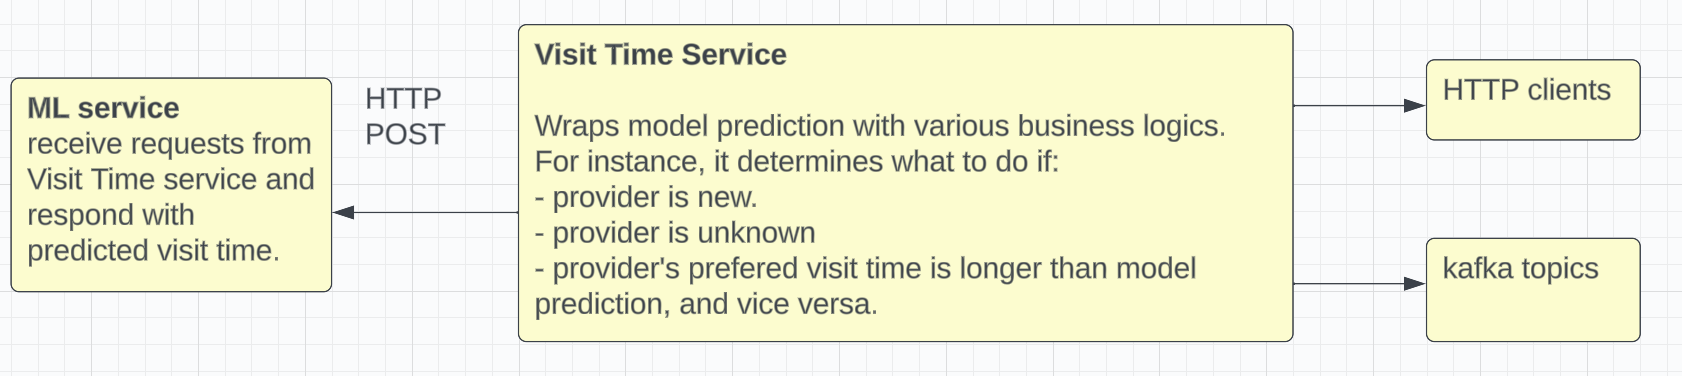 ML service
receive requests from
Visit Time service and
respond with
predicted visit time.
HTTP
POST
Visit Time Service
Wraps model prediction with various business logics.
For instance, it determines what to do if:
- provider is new.
- provider is unknown
- provider's prefered visit time is longer than model
prediction, and vice versa.
HTTP clients
kafka topics